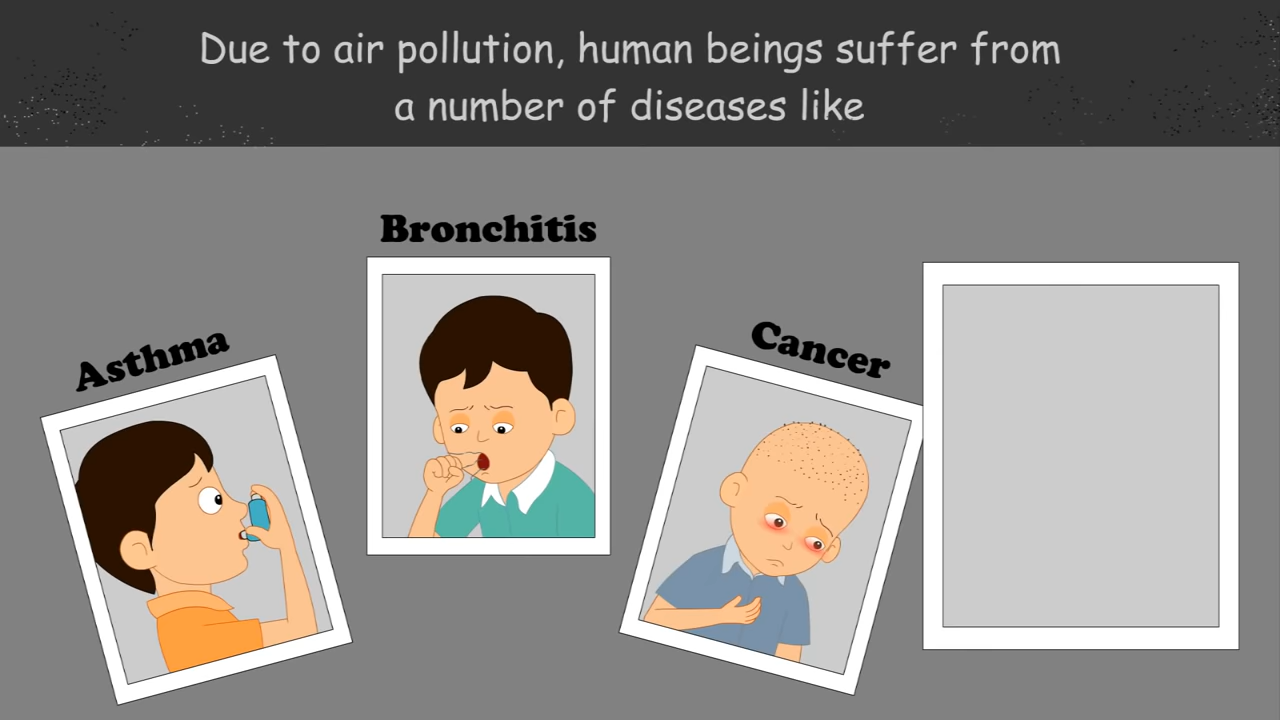 Due to air pollution, human beings suffer from
a number of diseases like
Asthma
Bronchitis
Cancer